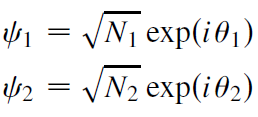 ψ₁ = √N₁ exp(iθ₁)
ψ₂ = √N₂ exp(iθ₂)